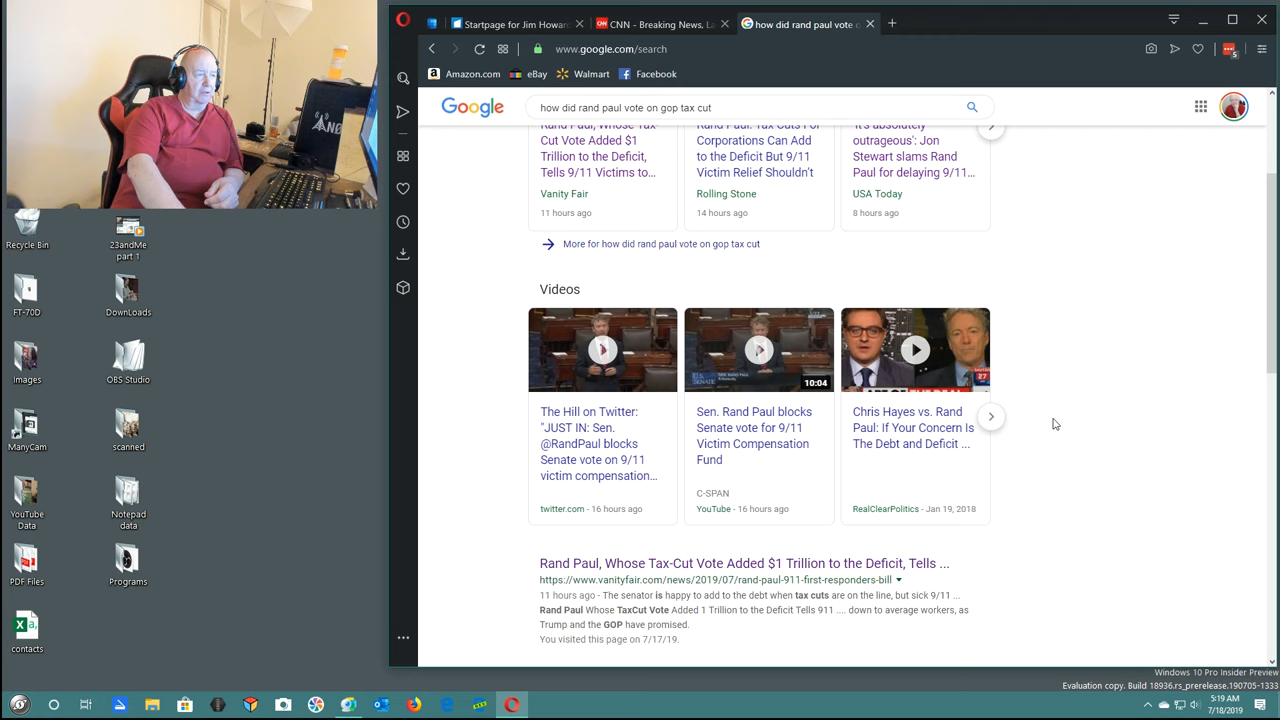 Startpage for Jim Howar
CNN - Breaking News, La
how did rand paul vote o
www.google.com/search
5
Amazon.com
eBay
Walmart
Facebook
Google
how did rand paul vote on gop tax cut
Rand Paul, Whose Tax-
Cut Vote Added $1
Trillion to the Deficit,
Tells 9/11 Victims to...
Vanity Fair
11 hours ago
Rand Paul: Tax Cuts For
Corporations Can Add
to the Deficit But 9/11
Victim Relief Shouldn't
Rolling Stone
14 hours ago
'It's absolutely
outrageous': Jon
Stewart slams Rand
Paul for delaying 9/11...
USA Today
8 hours ago
More for how did rand paul vote on gop tax cut
Videos
10:04
The Hill on Twitter:
"JUST IN: Sen.
@RandPaul blocks
Senate vote on 9/11
victim compensation...
twitter.com - 16 hours ago
Sen. Rand Paul blocks
Senate vote for 9/11
Victim Compensation
Fund
C-SPAN
YouTube - 16 hours ago
Chris Hayes vs. Rand
Paul: If Your Concern Is
The Debt and Deficit ...
RealClearPolitics - Jan 19, 2018
Rand Paul, Whose Tax-Cut Vote Added $1 Trillion to the Deficit, Tells ...
https://www.vanityfair.com/news/2019/07/rand-paul-911-first-responders-bill
11 hours ago - The senator is happy to add to the debt when tax cuts are on the line, but sick 9/11 ...
Rand Paul Whose TaxCut Vote Added 1 Trillion to the Deficit Tells 911 .... down to average workers, as
Trump and the GOP have promised.
You visited this page on 7/17/19.
Recycle Bin
23andMe
part 1
FT-70D
DownLoads
Images
OBS Studio
ManyCam
scanned
YouTube
Data
Notepad
data
PDF Files
Programs
contacts
Windows 10 Pro Insider Preview
Evaluation copy. Build 18936.rs_prerelease.190705-1333
5:19 AM
7/18/2019